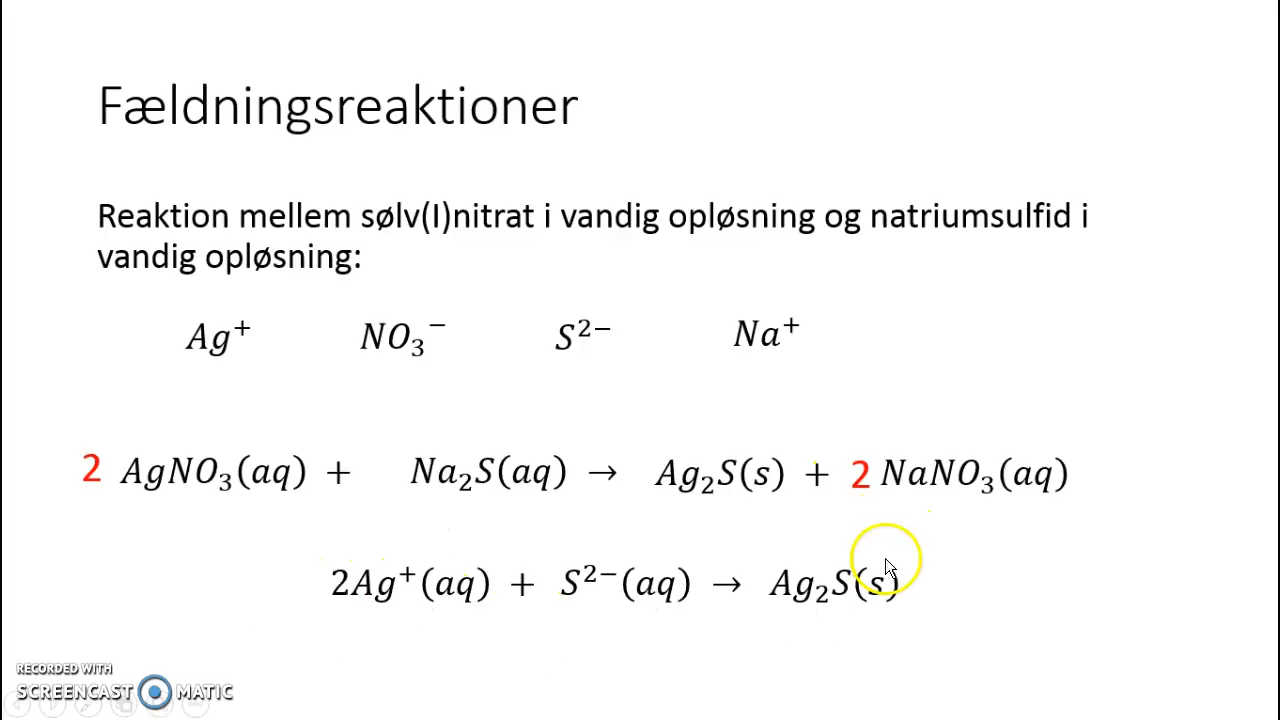 Fældningsreaktioner
Reaktion mellem sølv(I)nitrat i vandig opløsning og natriumsulfid i
vandig opløsning:
Ag⁺ NO₃⁻ S²⁻ Na⁺
2 AgNO₃(aq) + Na₂S(aq) → Ag₂S(s) + 2 NaNO₃(aq)
2Ag⁺(aq) + S²⁻(aq) → Ag₂S(s)
RECORDED WITH
SCREENCAST MATIC